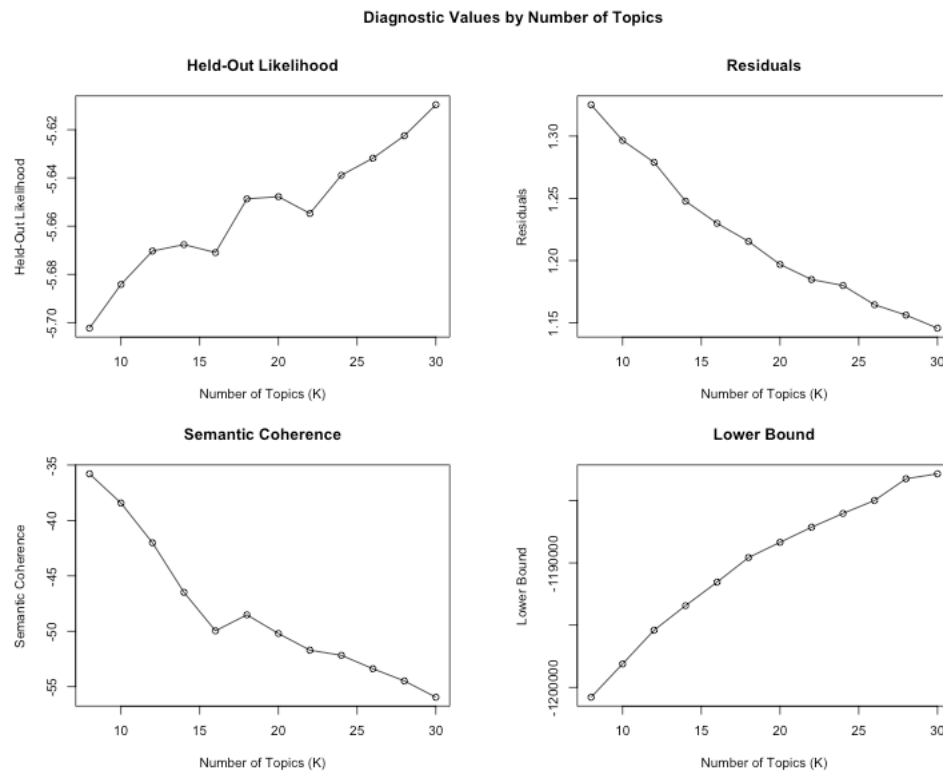 Diagnostic Values by Number of Topics
Held-Out Likelihood
Held-Out Likelihood
-5.62
-5.64
-5.66
-5.68
-5.70
10 15 20 25 30
Number of Topics (K)
Residuals
Residuals
1.30
1.25
1.20
1.15
10 15 20 25 30
Number of Topics (K)
Semantic Coherence
Semantic Coherence
-35
-40
-45
-50
-55
10 15 20 25 30
Number of Topics (K)
Lower Bound
Lower Bound
-1190000
-1200000
10 15 20 25 30
Number of Topics (K)